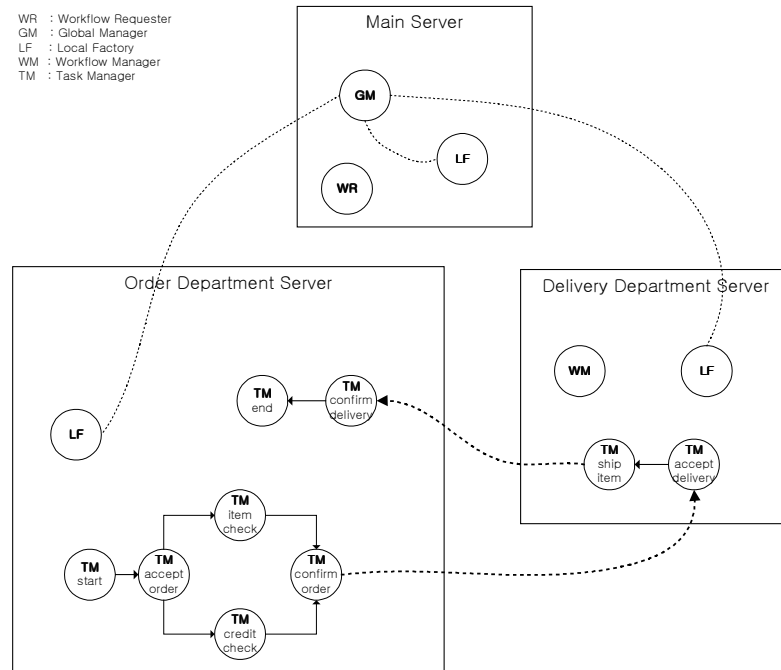 WR : Workflow Requester
GM : Global Manager
LF : Local Factory
WM : Workflow Manager
TM : Task Manager
Main Server
GM
LF
WR
Order Department Server
TM
end
TM
confirm
delivery
LF
TM
item
check
TM
start
TM
accept
order
TM
confirm
order
TM
credit
check
Delivery Department Server
WM
LF
TM
ship
item
TM
accept
delivery